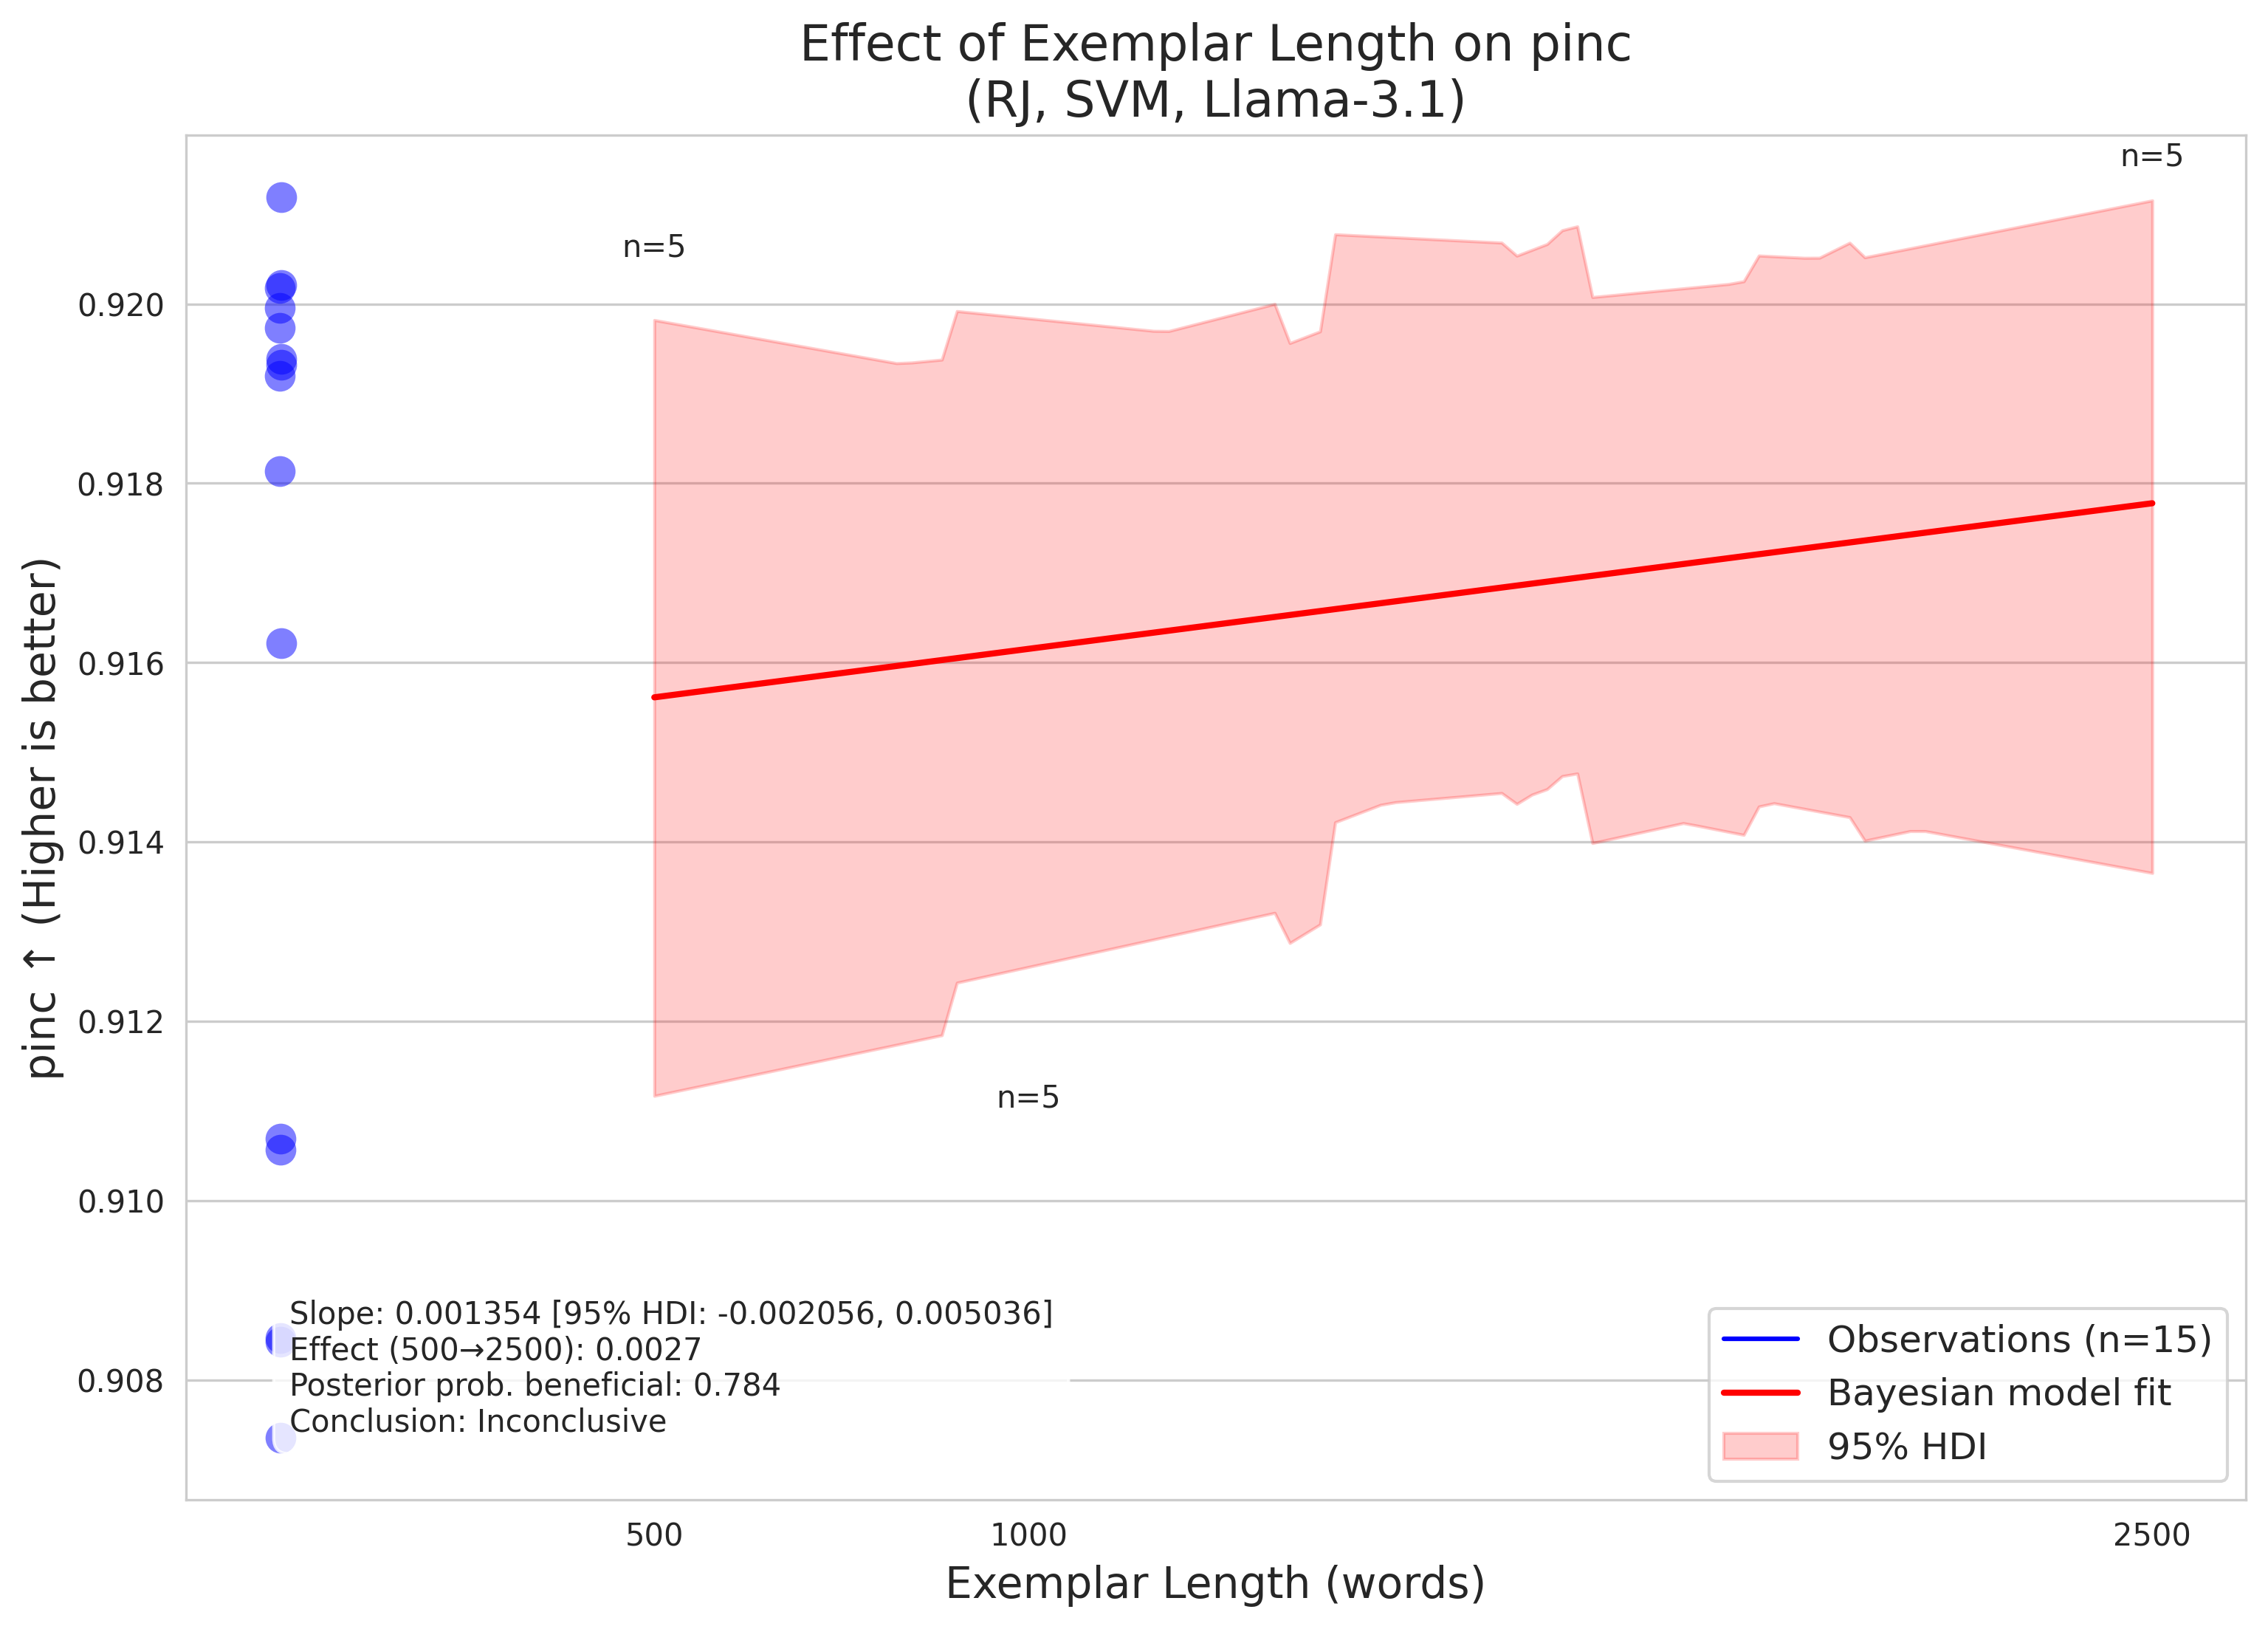 Effect of Exemplar Length on pinc
(RJ, SVM, Llama-3.1)
n=5
n=5
n=5
pinc ↑ (Higher is better)
0.920
0.918
0.916
0.914
0.912
0.910
0.908
Slope: 0.001354 [95% HDI: -0.002056, 0.005036]
Effect (500→2500): 0.0027
Posterior prob. beneficial: 0.784
Conclusion: Inconclusive
Observations (n=15)
Bayesian model fit
95% HDI
500
1000
2500
Exemplar Length (words)